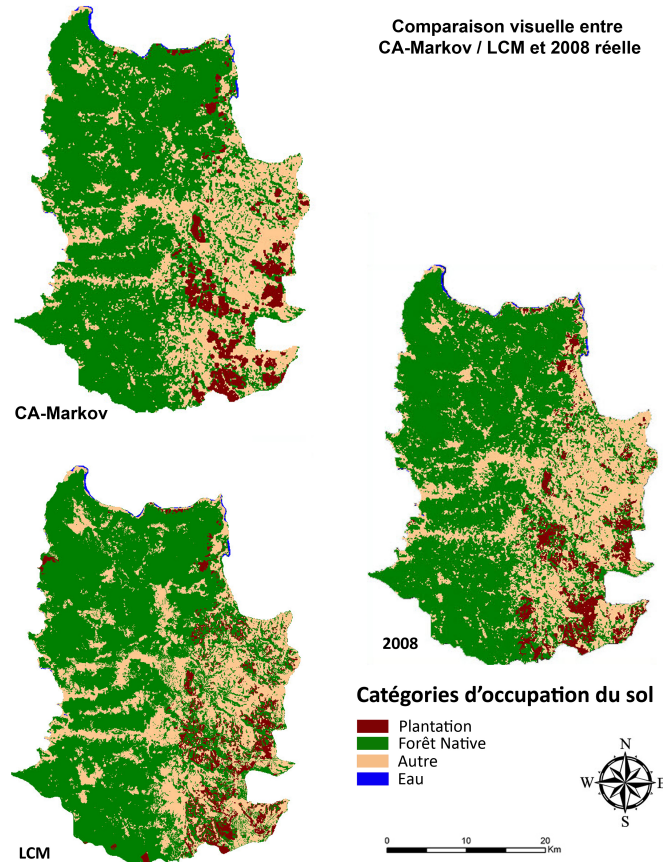 Comparaison visuelle entre
CA-Markov / LCM et 2008 réelle
CA-Markov
2008
LCM
Catégories d'occupation du sol
Plantation
Forêt Native
Autre
Eau
N
W
E
S
0 5 10 20
Km